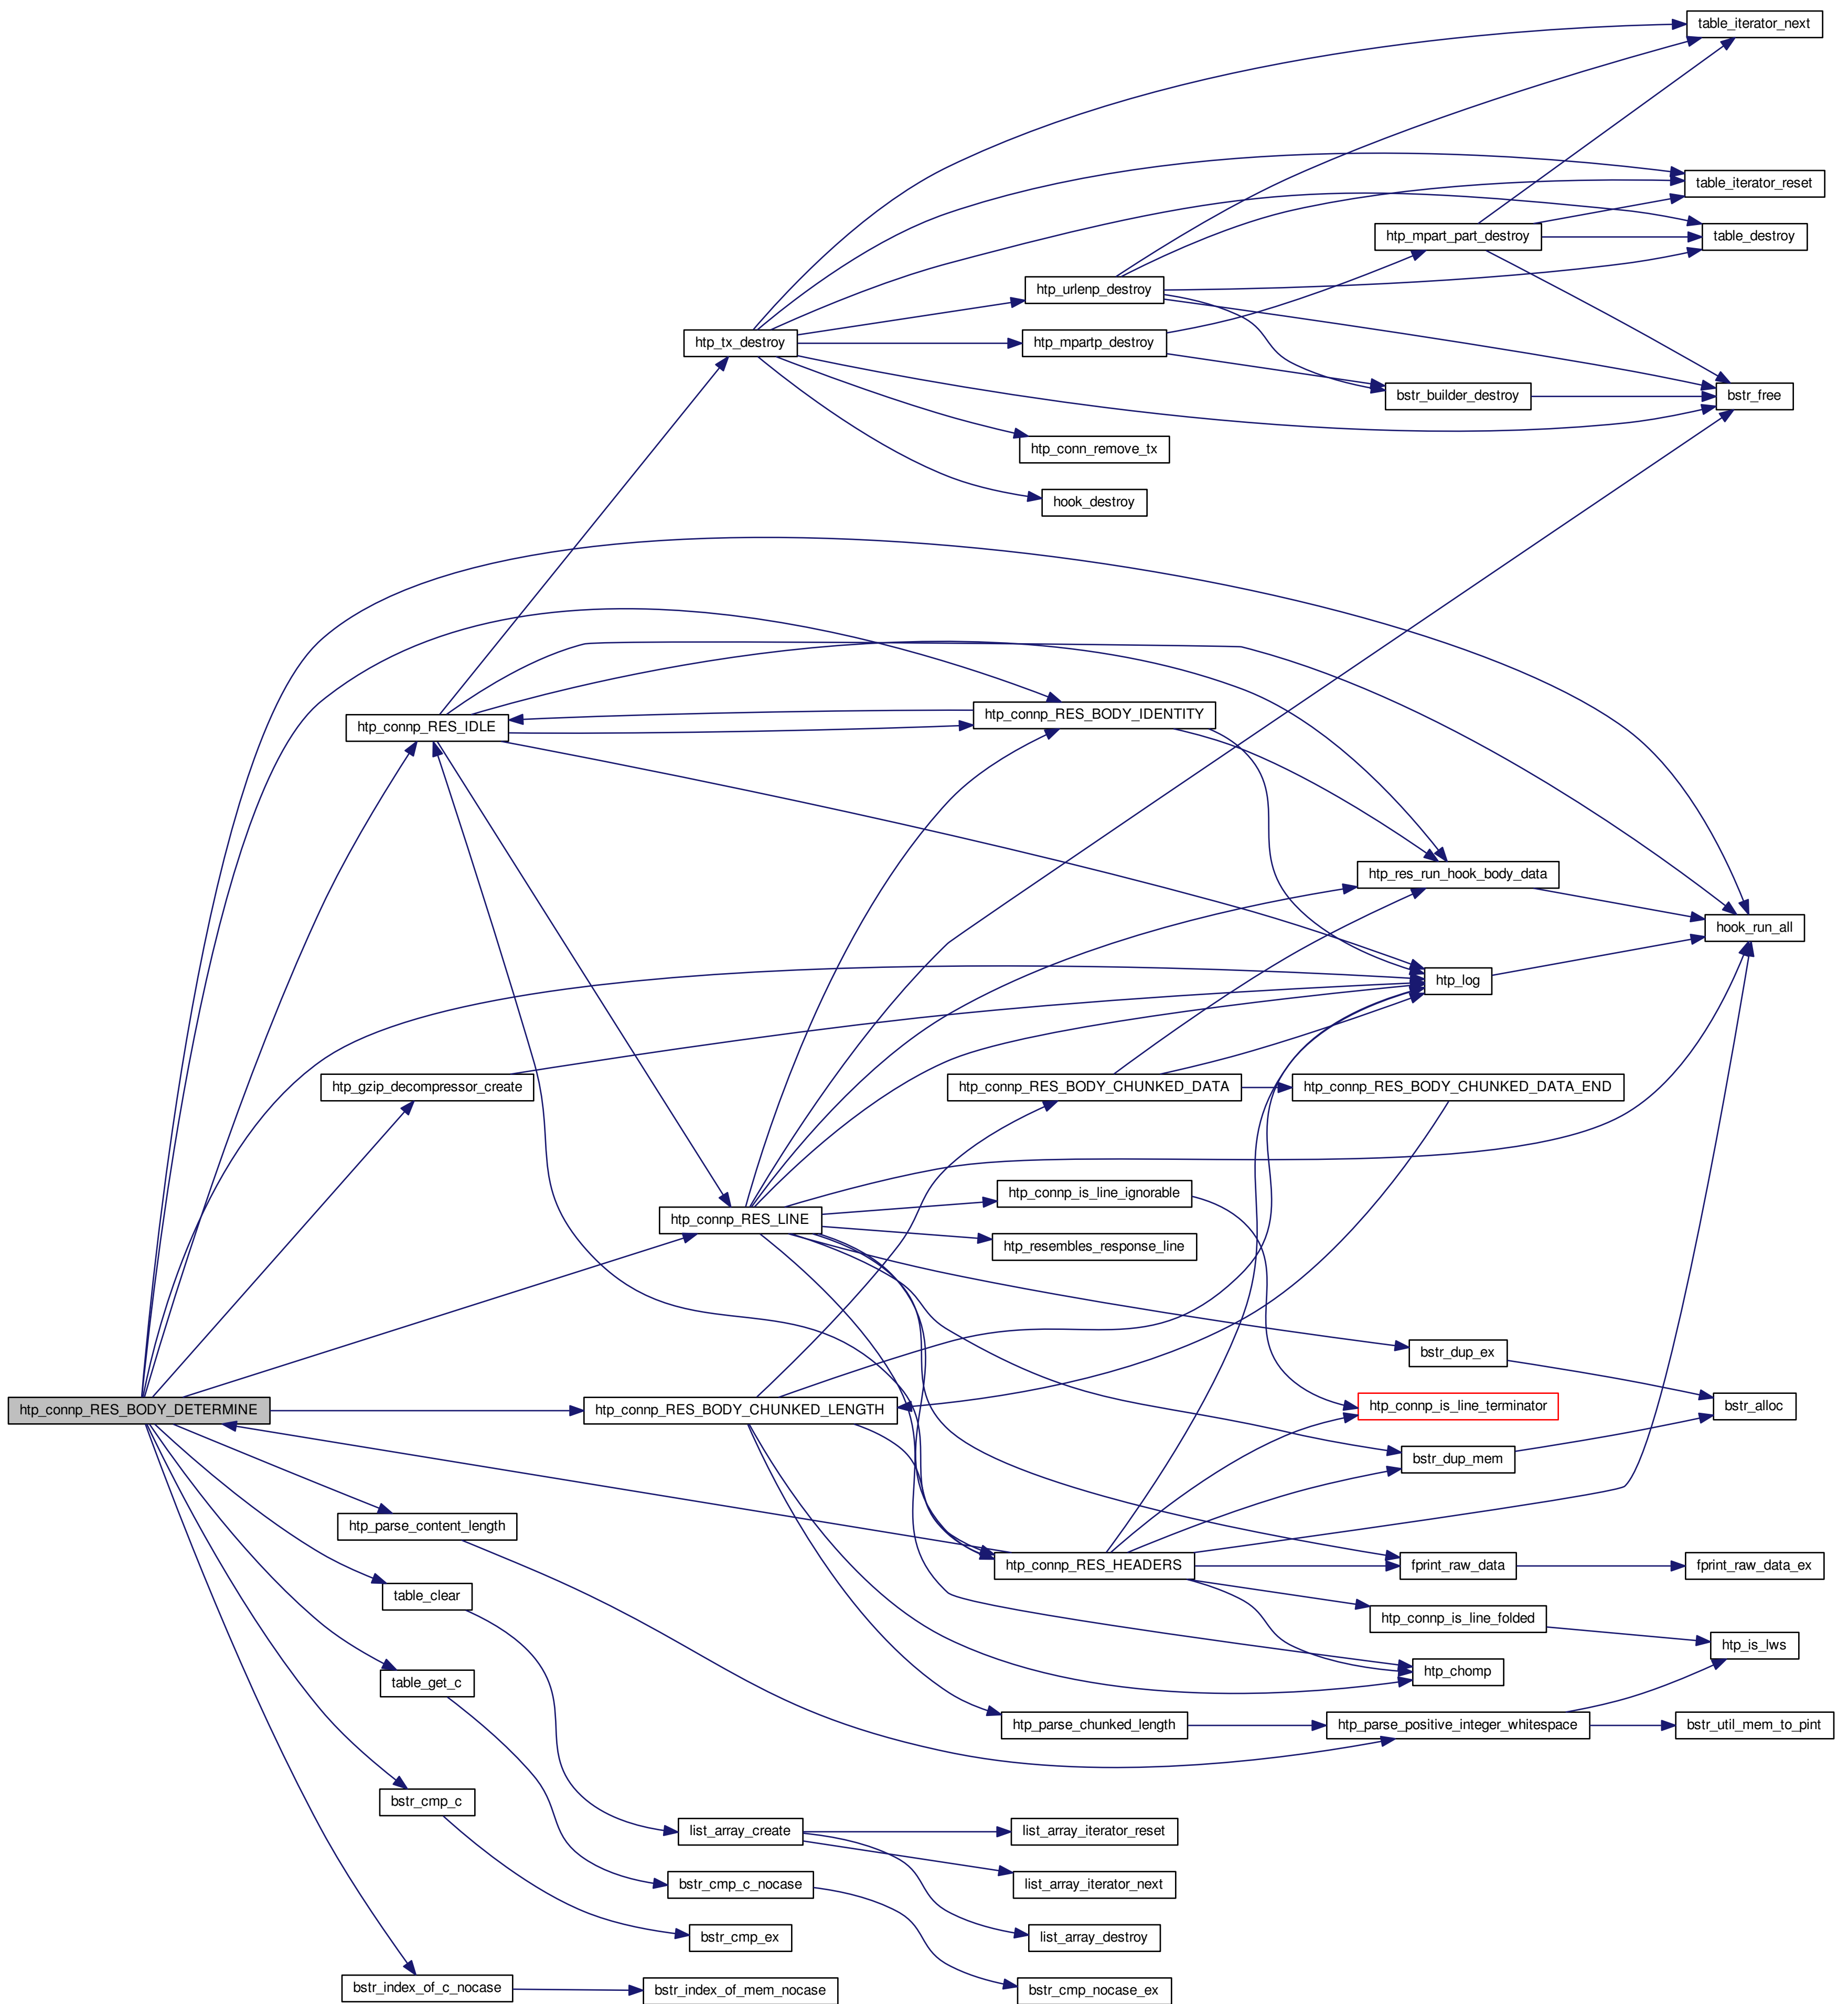 table_iterator_next
table_iterator_reset
htp_mpart_part_destroy
table_destroy
htp_urlenp_destroy
htp_tx_destroy
htp_mpartp_destroy
bstr_builder_destroy
bstr_free
htp_conn_remove_tx
hook_destroy
htp_connp_RES_BODY_IDENTITY
htp_connp_RES_IDLE
htp_res_run_hook_body_data
hook_run_all
htp_log
htp_gzip_decompressor_create
htp_connp_RES_BODY_CHUNKED_DATA
htp_connp_RES_BODY_CHUNKED_DATA_END
htp_connp_is_line_ignorable
htp_connp_RES_LINE
htp_resembles_response_line
bstr_dup_ex
htp_connp_RES_BODY_DETERMINE
htp_connp_RES_BODY_CHUNKED_LENGTH
htp_connp_is_line_terminator
bstr_alloc
bstr_dup_mem
htp_parse_content_length
htp_connp_RES_HEADERS
fprint_raw_data
fprint_raw_data_ex
table_clear
htp_connp_is_line_folded
htp_is_lws
htp_chomp
table_get_c
htp_parse_chunked_length
htp_parse_positive_integer_whitespace
bstr_util_mem_to_pint
bstr_cmp_c
list_array_create
list_array_iterator_reset
bstr_cmp_c_nocase
list_array_iterator_next
bstr_cmp_ex
list_array_destroy
bstr_index_of_c_nocase
bstr_index_of_mem_nocase
bstr_cmp_nocase_ex